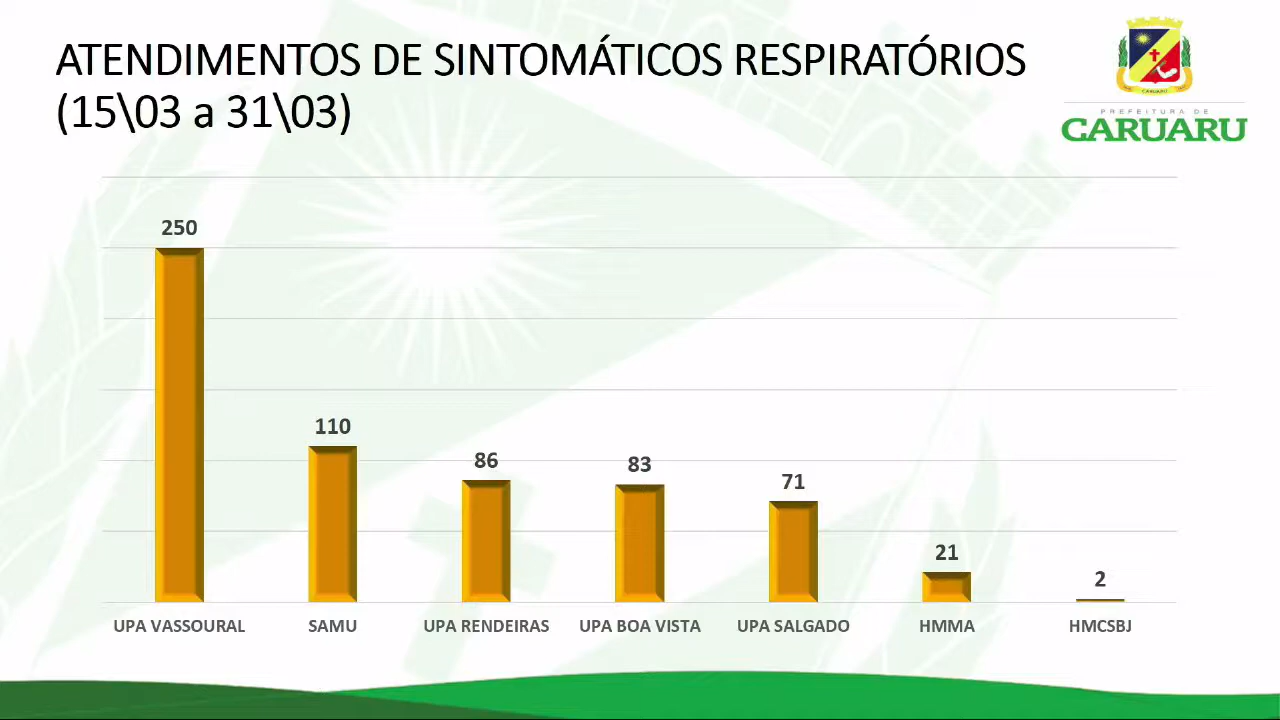 ATENDIMENTOS DE SINTOMÁTICOS RESPIRATÓRIOS
(15\03 a 31\03)
CARUARU
PREFEITURA DE
CARUARU
250
110
86
83
71
21
2
UPA VASSOURAL
SAMU
UPA RENDEIRAS
UPA BOA VISTA
UPA SALGADO
HMMA
HMCSBJ